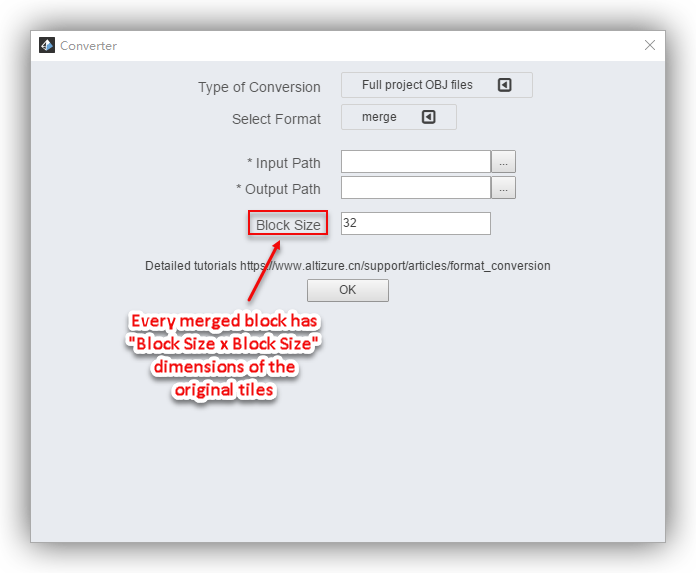 Converter
Type of Conversion Full project OBJ files
Select Format merge
* Input Path ...
* Output Path ...
Block Size 32
Detailed tutorials https://www.altizure.cn/support/articles/format_conversion
OK
Every merged block has
"Block Size x Block Size"
dimensions of the
original tiles